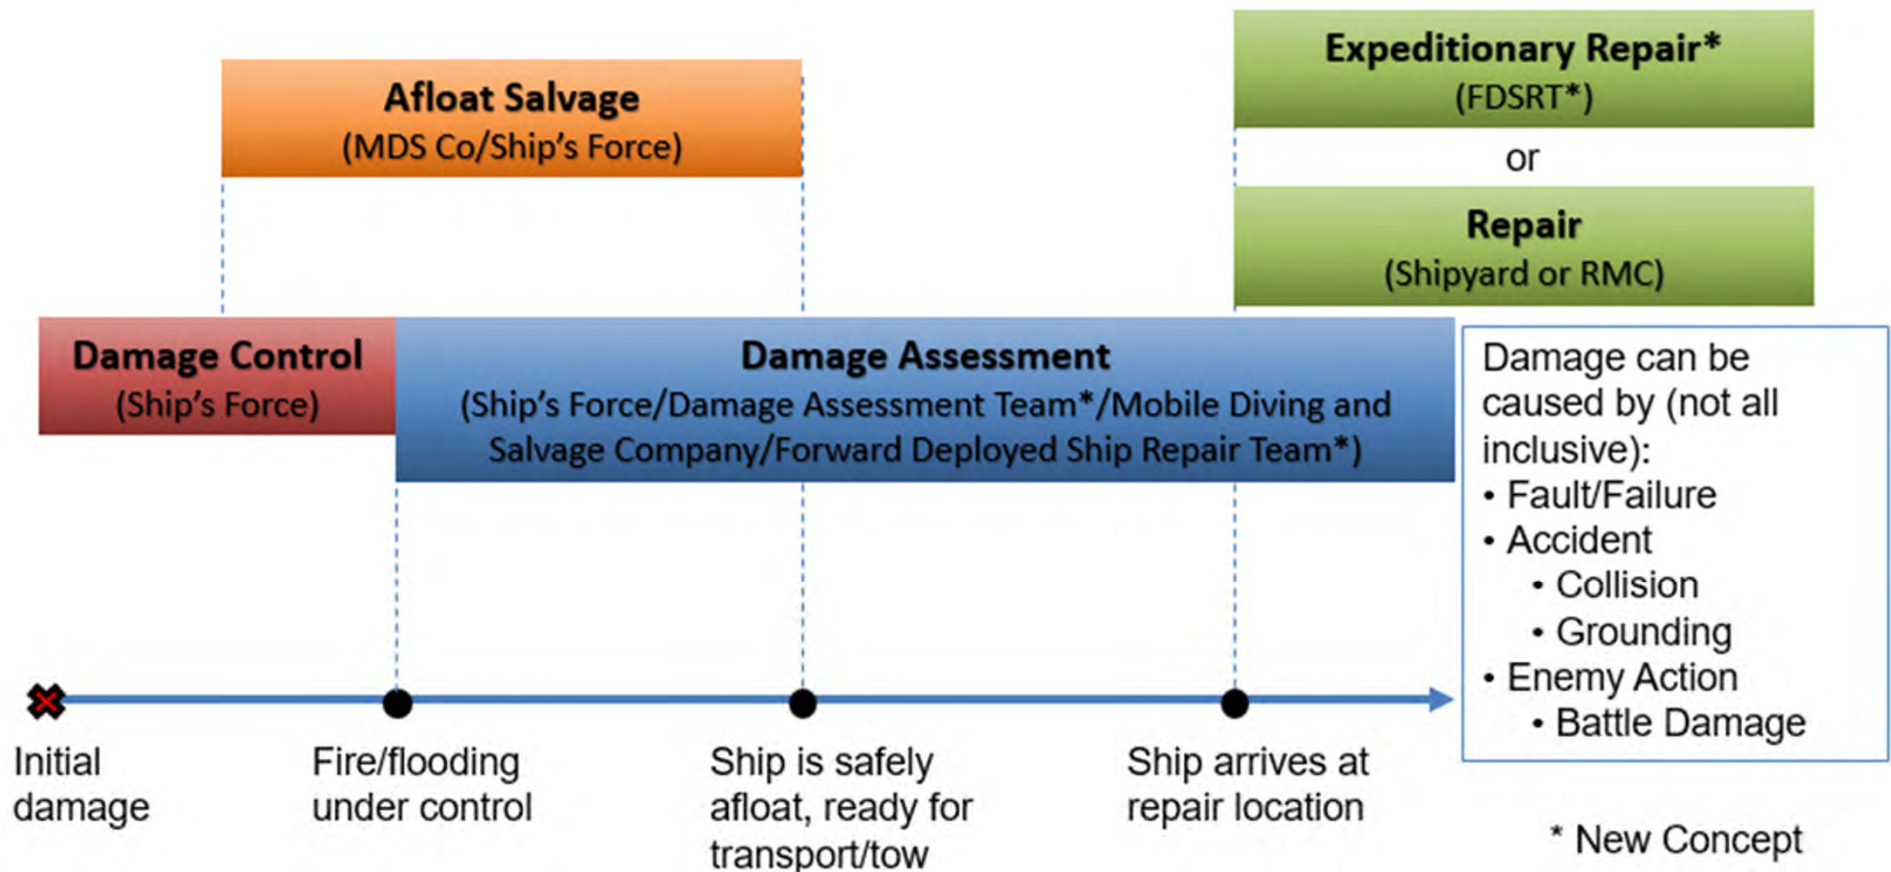 Expeditionary Repair*
(FDSRT*)
or
Repair
(Shipyard or RMC)
Afloat Salvage
(MDS Co/Ship's Force)
Damage Control
(Ship's Force)
Damage Assessment
(Ship's Force/Damage Assessment Team*/Mobile Diving and
Salvage Company/Forward Deployed Ship Repair Team*)
Damage can be
caused by (not all
inclusive):
• Fault/Failure
• Accident
• Collision
• Grounding
• Enemy Action
• Battle Damage
Initial
damage
Fire/flooding
under control
Ship is safely
afloat, ready for
transport/tow
Ship arrives at
repair location
* New Concept